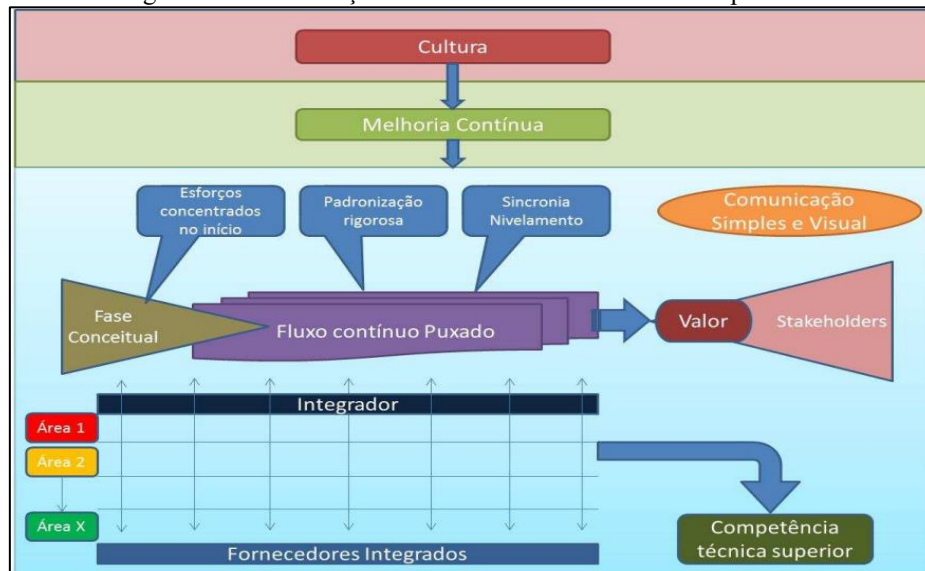 Cultura
Melhoria Contínua
Esforços
concentrados
no início
Padronização
rigorosa
Sincronia
Nivelamento
Comunicação
Simples e Visual
Fase
Conceitual
Fluxo contínuo Puxado
Valor
Stakeholders
Integrador
Área 1
Área 2
Área X
Fornecedores Integrados
Competência
técnica superior